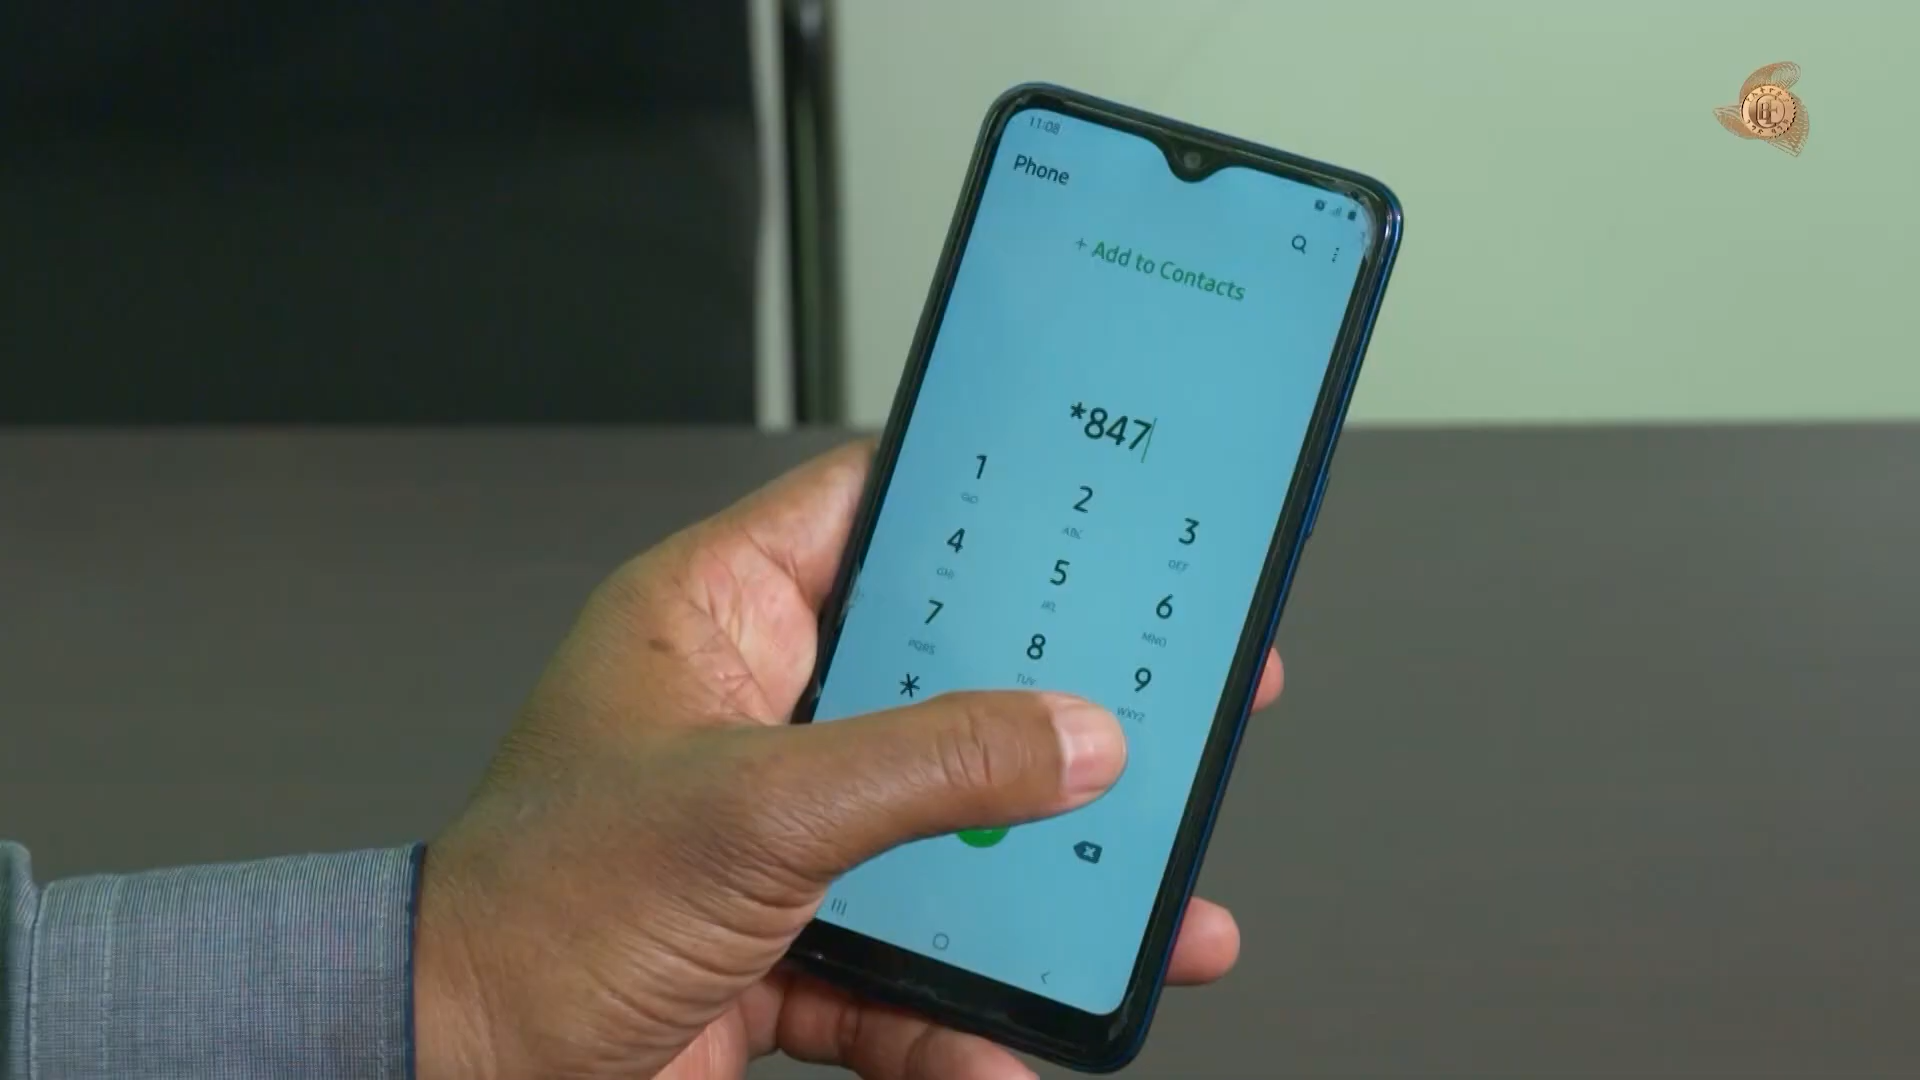 11:08
Phone
+ Add to Contacts
*847
1
2
ABC
3
DEF
4
GHI
5
JKL
6
MNO
7
PQRS
8
TUV
9
WXYZ
*